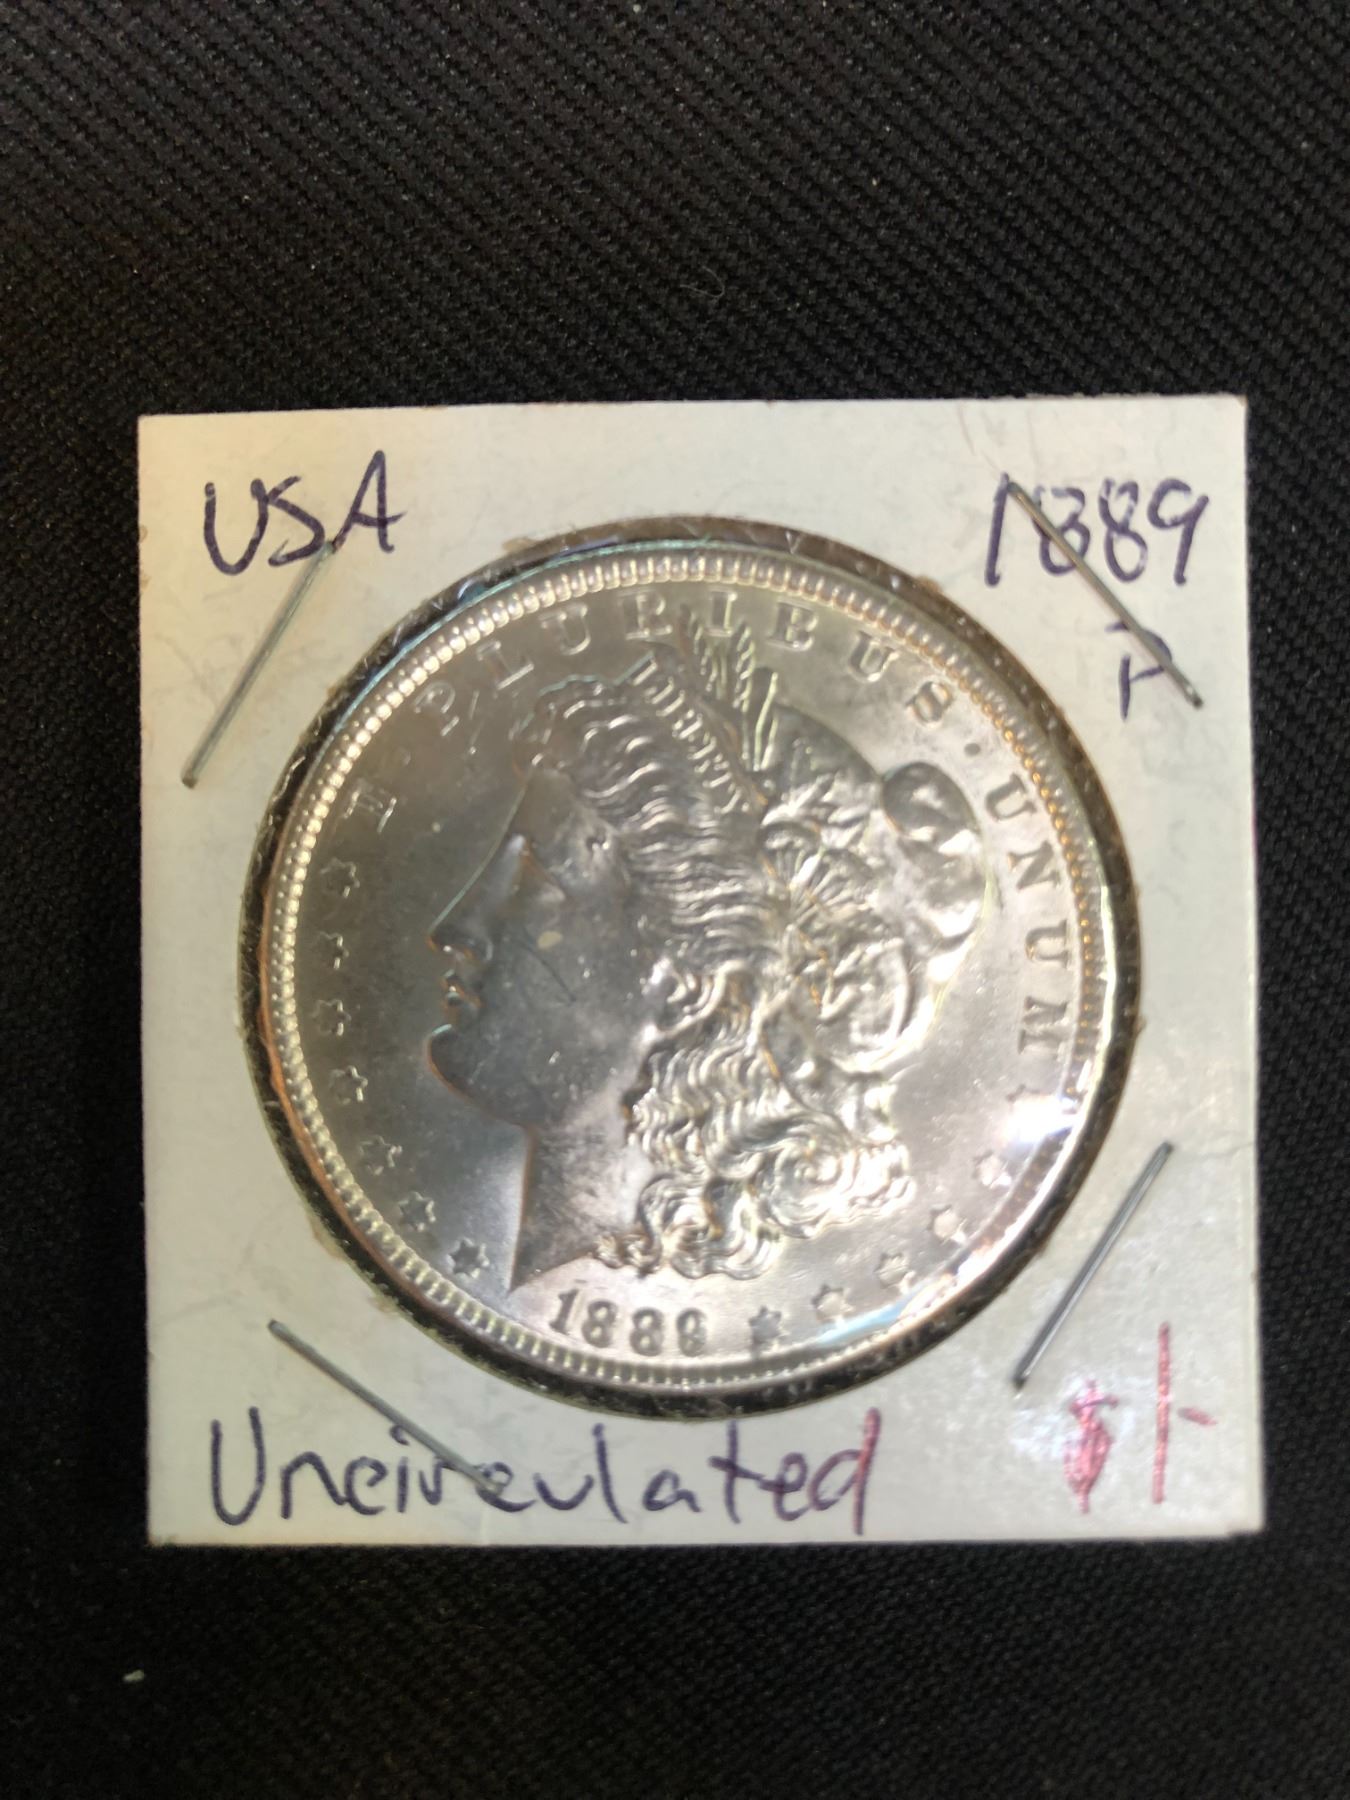 USA 1889
P
E · PLURIBUS · UNUM
LIBERTY
1889
Uncirculated $1-